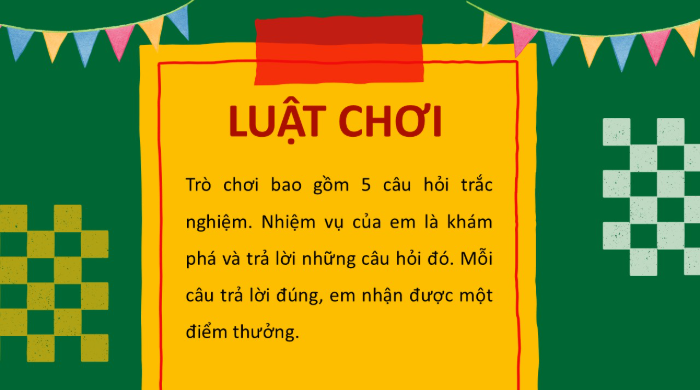 LUẬT CHƠI
Trò chơi bao gồm 5 câu hỏi trắc
nghiệm. Nhiệm vụ của em là khám
phá và trả lời những câu hỏi đó. Mỗi
câu trả lời đúng, em nhận được một
điểm thưởng.